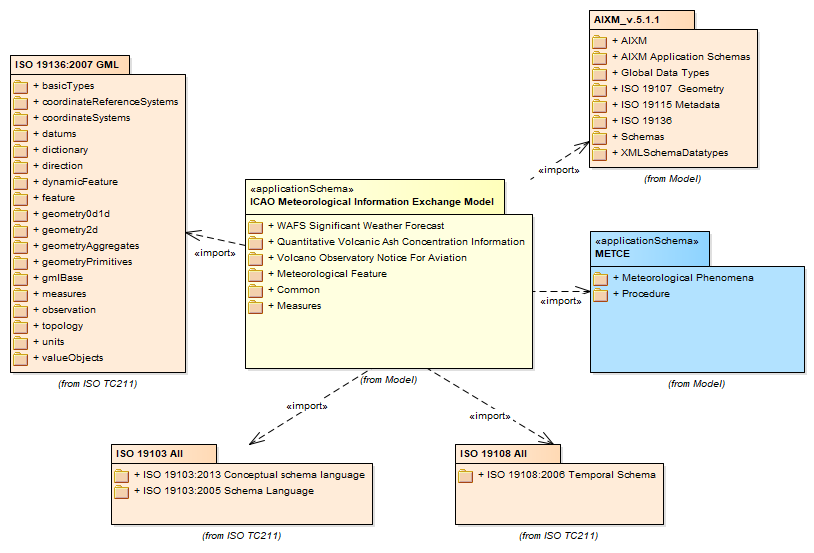 AIXM_v.5.1.1
+ AIXM
+ AIXM Application Schemas
+ Global Data Types
+ ISO 19107  Geometry
+ ISO 19115 Metadata
+ ISO 19136
+ Schemas
+ XMLSchemaDatatypes
(from Model)
ISO 19136:2007 GML
+ basicTypes
+ coordinateReferenceSystems
+ coordinateSystems
+ datums
+ dictionary
+ direction
+ dynamicFeature
+ feature
+ geometry0d1d
+ geometry2d
+ geometryAggregates
+ geometryPrimitives
+ gmlBase
+ measures
+ observation
+ topology
+ units
+ valueObjects
(from ISO TC211)
«import»
«applicationSchema»
ICAO Meteorological Information Exchange Model
+ WAFS Significant Weather Forecast
+ Quantitative Volcanic Ash Concentration Information
+ Volcano Observatory Notice For Aviation
+ Meteorological Feature
+ Common
+ Measures
(from Model)
«import»
«import»
«applicationSchema»
METCE
+ Meteorological Phenomena
+ Procedure
(from Model)
«import»
«import»
ISO 19103 All
+ ISO 19103:2013 Conceptual schema language
+ ISO 19103:2005 Schema Language
(from ISO TC211)
ISO 19108 All
+ ISO 19108:2006 Temporal Schema
(from ISO TC211)